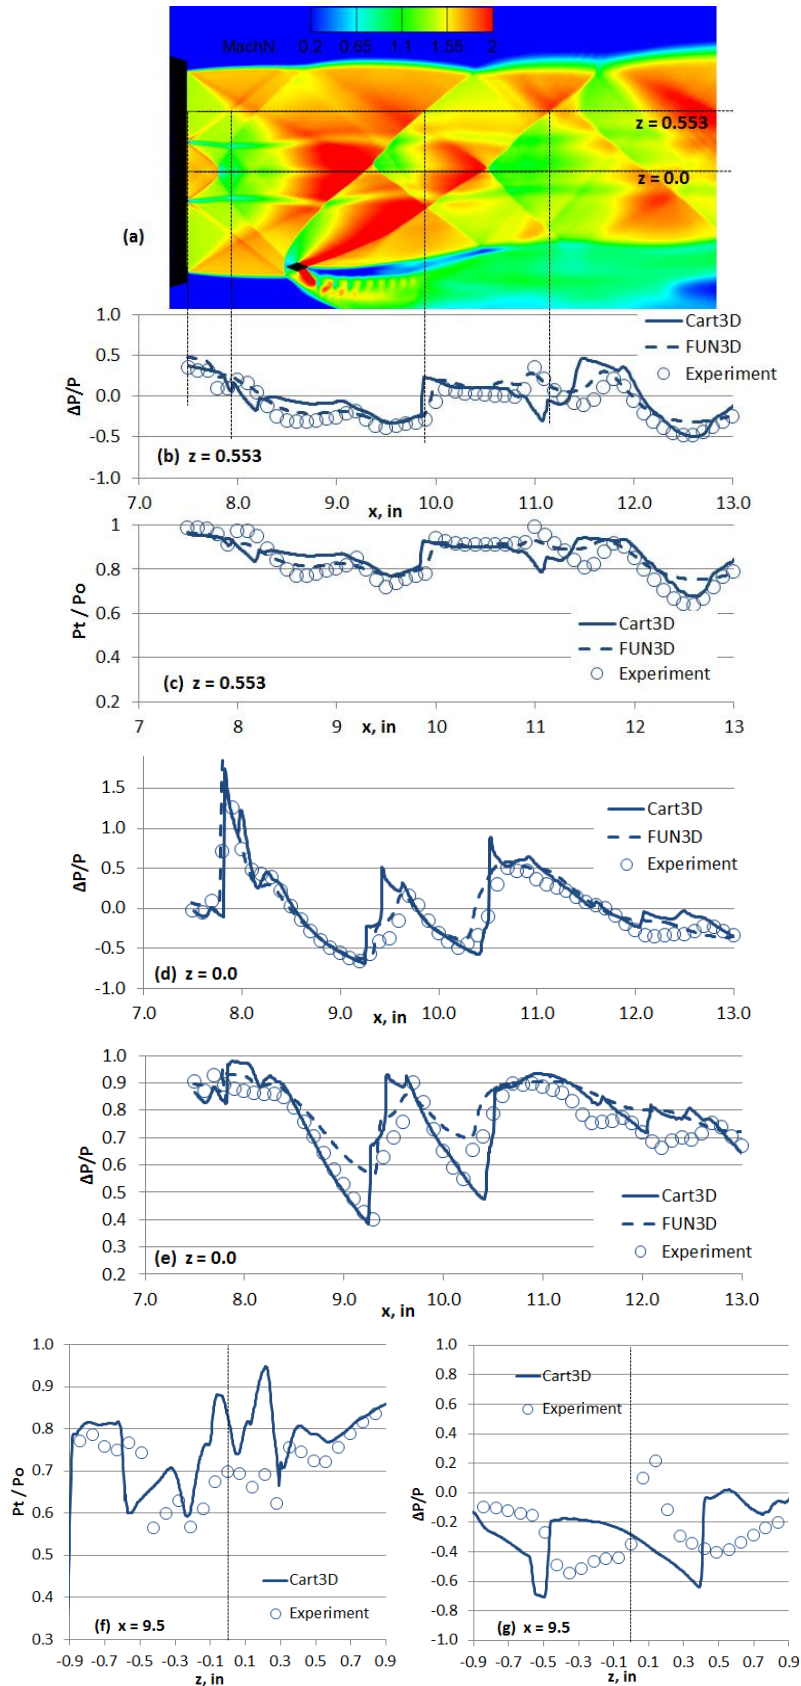 MachN: 0.2 0.65 1.1 1.55 2
z = 0.553
z = 0.0
(a)
1.0
0.5
0.0
-0.5
-1.0
ΔP/P
Cart3D
FUN3D
Experiment
(b) z = 0.553
7.0 8.0 9.0 10.0 11.0 12.0 13.0
x, in
1
0.8
0.6
0.4
0.2
Pt / Po
Cart3D
FUN3D
Experiment
(c) z = 0.553
7 8 9 10 11 12 13
x, in
1.5
1.0
0.5
0.0
-0.5
-1.0
ΔP/P
Cart3D
FUN3D
Experiment
(d) z = 0.0
7.0 8.0 9.0 10.0 11.0 12.0 13.0
x, in
1.0
0.9
0.8
0.7
0.6
0.5
0.4
0.3
0.2
ΔP/P
Cart3D
FUN3D
Experiment
(e) z = 0.0
7.0 8.0 9.0 10.0 11.0 12.0 13.0
x, in
1.0
0.9
0.8
0.7
0.6
0.5
0.4
0.3
Pt / Po
Cart3D
Experiment
(f) x = 9.5
-0.9 -0.7 -0.5 -0.3 -0.1 0.1 0.3 0.5 0.7 0.9
z, in
1.0
0.8
0.6
0.4
0.2
0.0
-0.2
-0.4
-0.6
-0.8
-1.0
ΔP/P
Cart3D
Experiment
(g) x = 9.5
-0.9 -0.7 -0.5 -0.3 -0.1 0.1 0.3 0.5 0.7 0.9
z, in